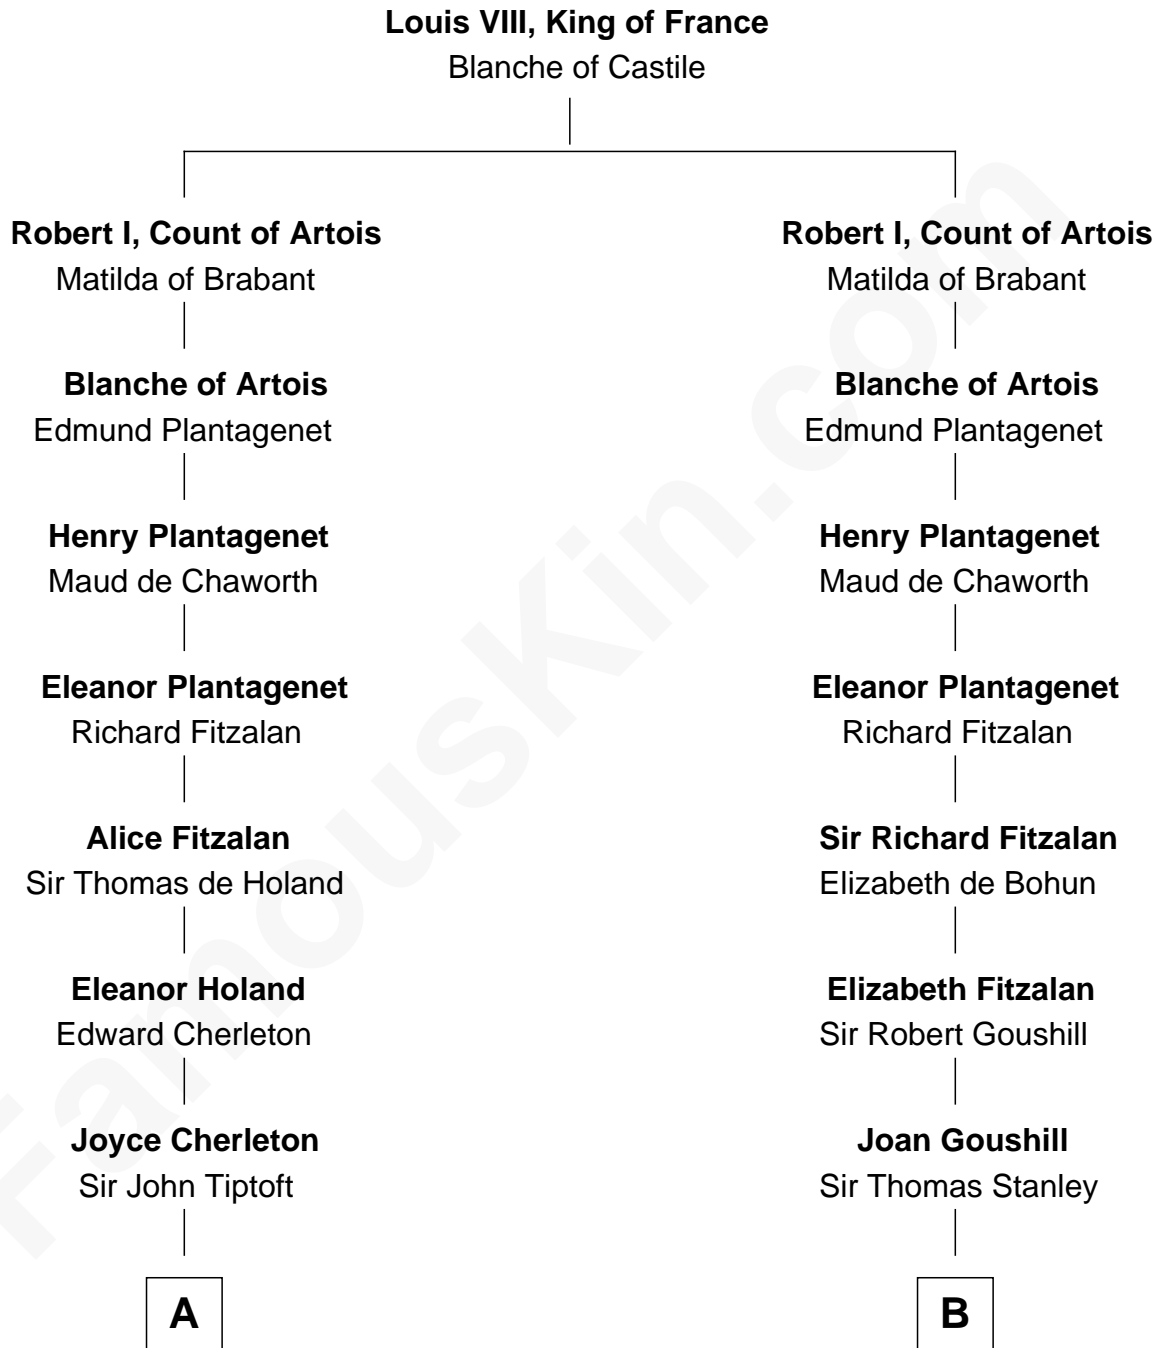 Louis VIII, King of France
Blanche of Castile
Robert I, Count of Artois
Matilda of Brabant
Robert I, Count of Artois
Matilda of Brabant
Blanche of Artois
Edmund Plantagenet
Blanche of Artois
Edmund Plantagenet
Henry Plantagenet
Maud de Chaworth
Henry Plantagenet
Maud de Chaworth
Eleanor Plantagenet
Richard Fitzalan
Eleanor Plantagenet
Richard Fitzalan
Alice Fitzalan
Sir Thomas de Holand
Sir Richard Fitzalan
Elizabeth de Bohun
Eleanor Holand
Edward Cherleton
Elizabeth Fitzalan
Sir Robert Goushill
Joyce Cherleton
Sir John Tiptoft
Joan Goushill
Sir Thomas Stanley
A
B
FamousKin.com